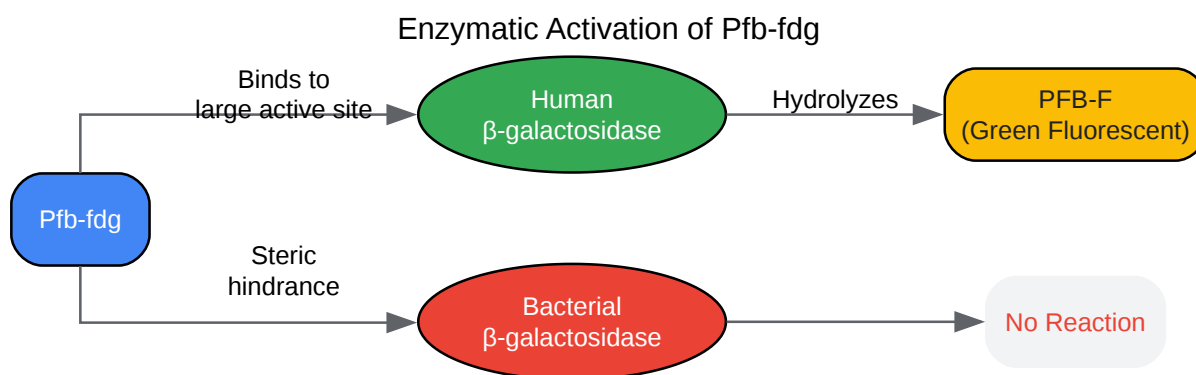 Enzymatic Activation of Pfb-fdg
Binds to
large active site
Human
β-galactosidase
Hydrolyzes
PFB-F
(Green Fluorescent)
Pfb-fdg
Steric
hindrance
Bacterial
β-galactosidase
No Reaction